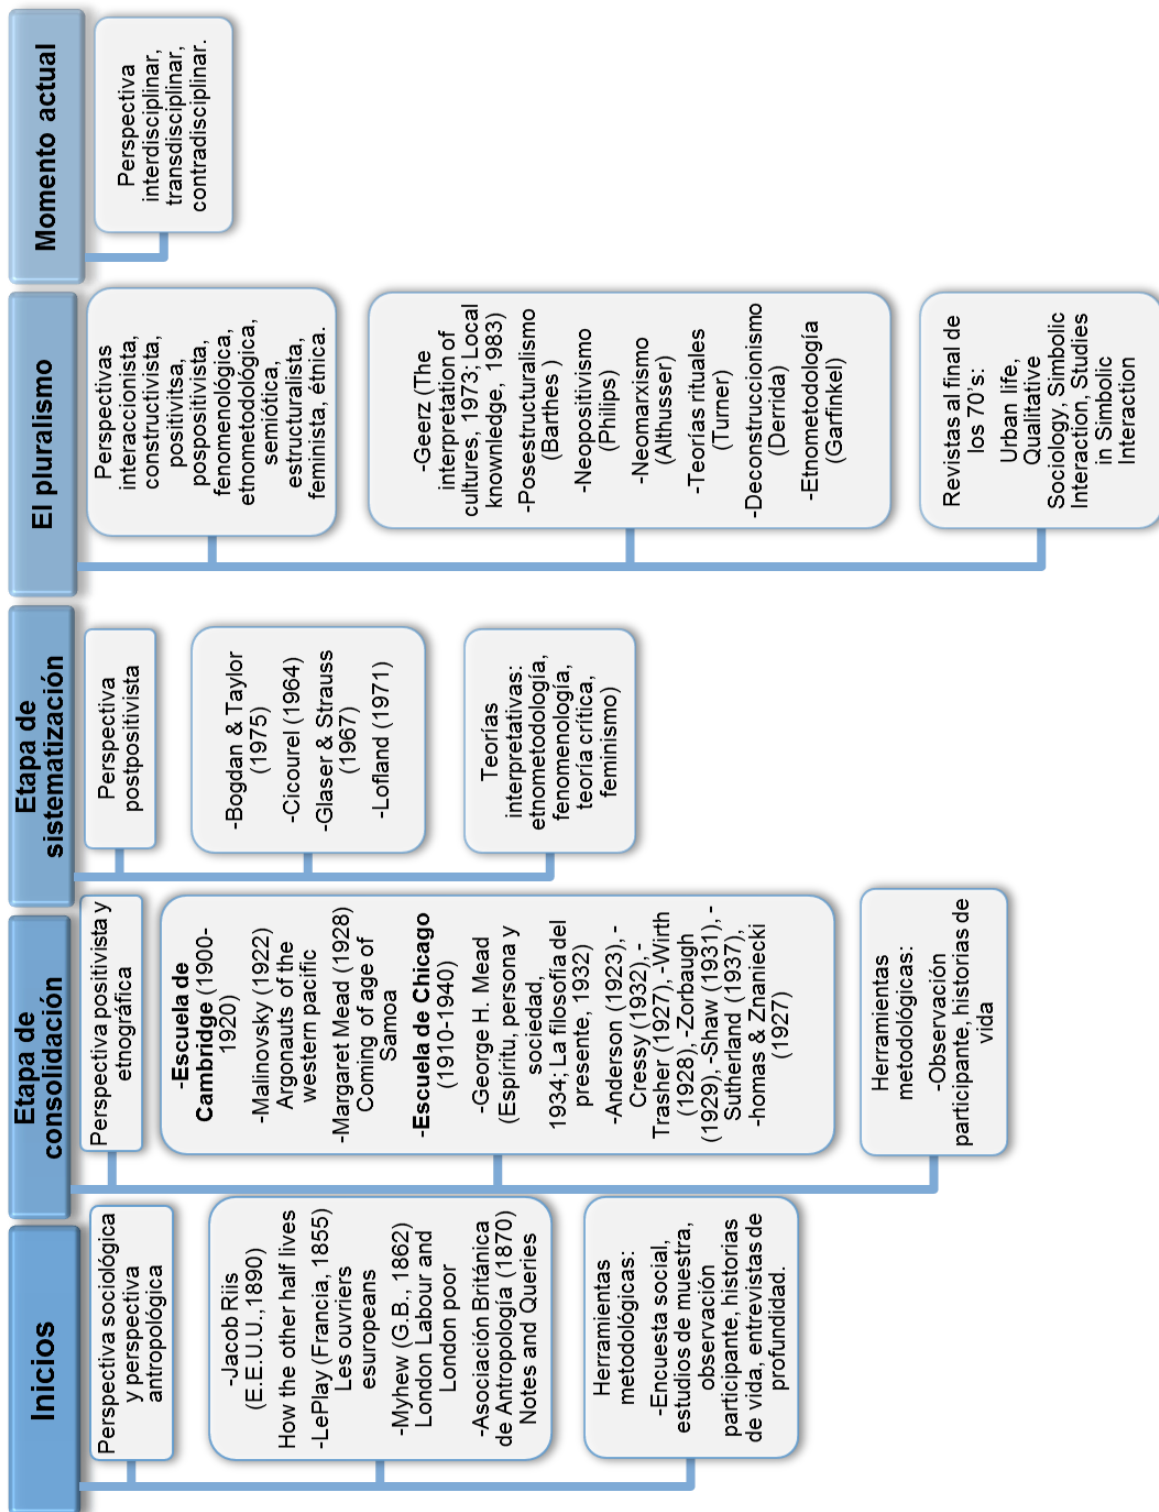 Inicios
Perspectiva sociológica
y perspectiva
antropológica
-Jacob Riis
(E.E.U.U.,1890)
How the other half lives
-LePlay (Francia, 1855)
Les ouvriers
esuropeans
-Myhew (G.B., 1862)
London Labour and
London poor
-Asociación Británica
de Antropología (1870)
Notes and Queries
Herramientas
metodológicas:
-Encuesta social,
estudios de muestra,
observación
participante, historias
de vida, entrevistas de
profundidad.
Etapa de
consolidación
Perspectiva positivista y
etnográfica
-Escuela de
Cambridge (1900-
1920)
-Malinovsky (1922)
Argonauts of the
western pacific
-Margaret Mead (1928)
Coming of age of
Samoa
-Escuela de Chicago
(1910-1940)
-George H. Mead
(Espíritu, persona y
sociedad,
1934; La filosofía del
presente, 1932)
-Anderson (1923), -
Cressy (1932), -
Trasher (1927), -Wirth
(1928), -Zorbaugh
(1929), -Shaw (1931), -
Sutherland (1937),
-homas & Znaniecki
(1927)
Herramientas
metodológicas:
-Observación
participante, historias de
vida
Etapa de
sistematización
Perspectiva
postpositivista
-Bogdan & Taylor
(1975)
-Cicourel (1964)
-Glaser & Strauss
(1967)
-Lofland (1971)
Teorías
interpretativas:
etnometodología,
fenomenología,
teoría crítica,
feminismo)
El pluralismo
Perspectivas
interaccionista,
constructivista,
positivitsa,
pospositivista,
fenomenológica,
etnometodológica,
semiótica,
estructuralista,
feminista, étnica.
-Geerz (The
interpretation of
cultures, 1973; Local
knownledge, 1983)
-Posestructuralismo
(Barthes )
-Neopositivismo
(Philips)
-Neomarxismo
(Althusser)
-Teorías rituales
(Turner)
-Deconstruccionismo
(Derrida)
-Etnometodología
(Garfinkel)
Revistas al final de
los 70's:
Urban life,
Qualitative
Sociology, Simbolic
Interaction, Studies
in Simbolic
Interaction
Momento actual
Perspectiva
interdisciplinar,
transdisciplinar,
contradisciplinar.